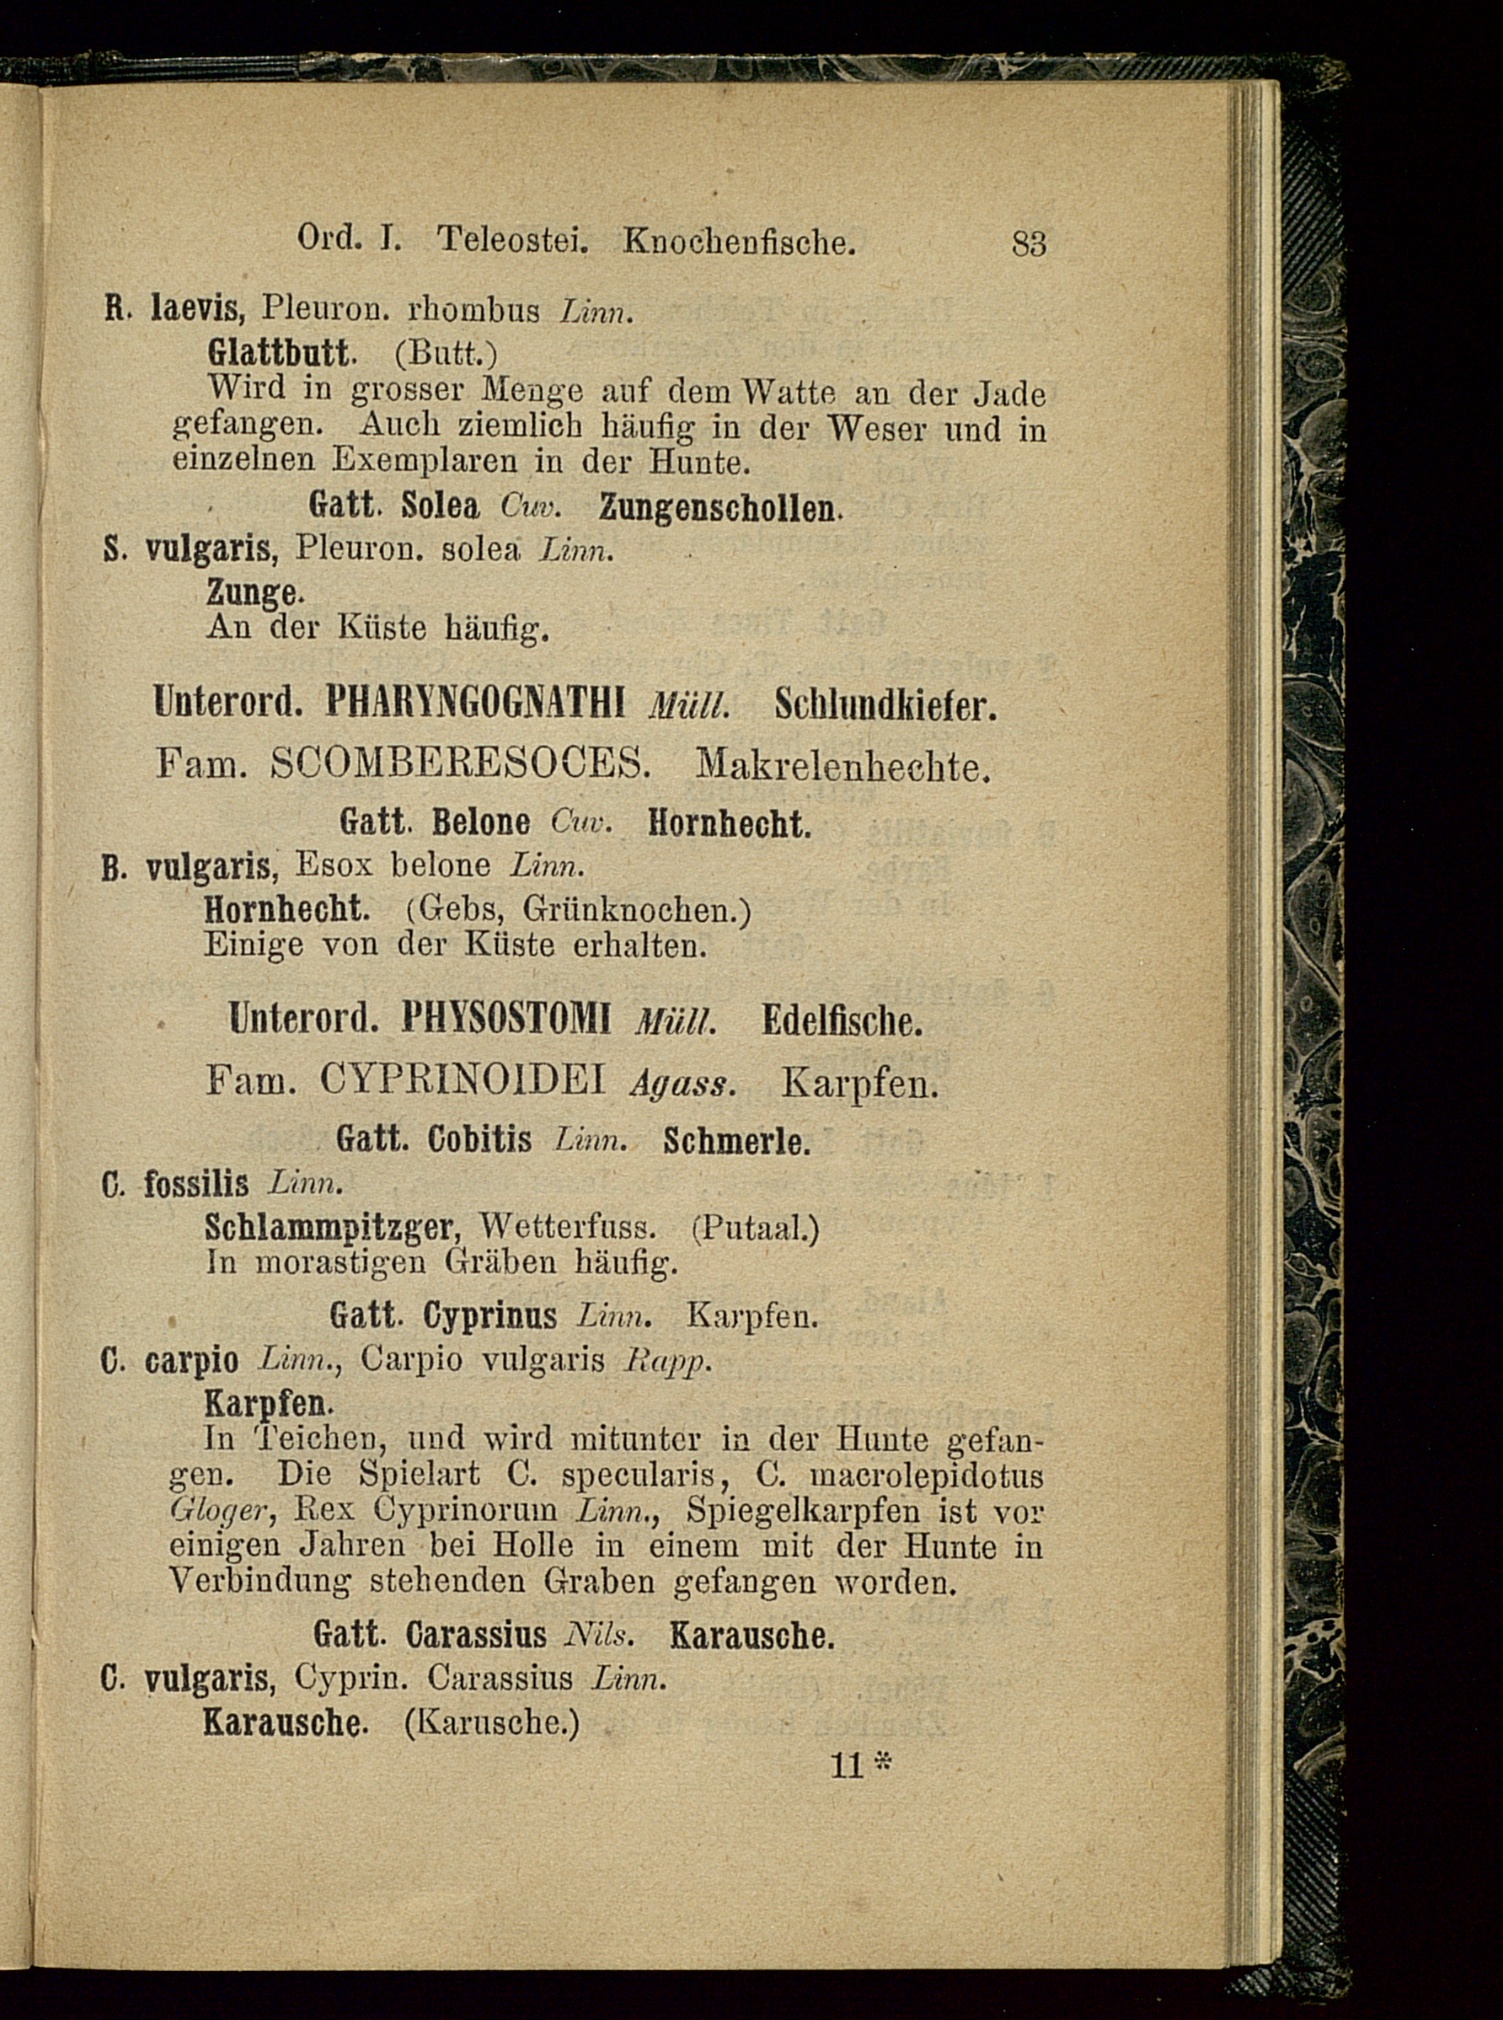 Ord. I. Teleostei. Knochenfische. 83
R. laevis, Pleuron. rhombus Linn.
Glattbutt. (Butt.)
Wird in grosser Menge auf dem Watte an der Jade
gefangen. Auch ziemlich häufig in der Weser und in
einzelnen Exemplaren in der Hunte.
Gatt. Solea Cuv. Zungenschollen.
S. vulgaris, Pleuron. solea Linn.
Zunge.
An der Küste häufig.
Unterord. PHARYNGOGNATHI Müll. Schlundkiefer.
Fam. SCOMBERESOCES. Makrelenhechte.
Gatt. Belone Cuv. Hornhecht.
B. vulgaris, Esox belone Linn.
Hornhecht. (Gebs, Grünknochen.)
Einige von der Küste erhalten.
Unterord. PHYSOSTOMI Müll. Edelfische.
Fam. CYPRINOIDEI Agass. Karpfen.
Gatt. Cobitis Linn. Schmerle.
C. fossilis Linn.
Schlammpitzger, Wetterfuss. (Putaal.)
In morastigen Gräben häufig.
Gatt. Cyprinus Linn. Karpfen.
C. carpio Linn., Carpio vulgaris Rapp.
Karpfen.
In Teichen, und wird mitunter in der Hunte gefan-
gen. Die Spielart C. specularis, C. macrolepidotus
Gloger, Rex Cyprinorum Linn., Spiegelkarpfen ist vor
einigen Jahren bei Holle in einem mit der Hunte in
Verbindung stehenden Graben gefangen worden.
Gatt. Carassius Nils. Karausche.
C. vulgaris, Cyprin. Carassius Linn.
Karausche. (Karusche.)
11*